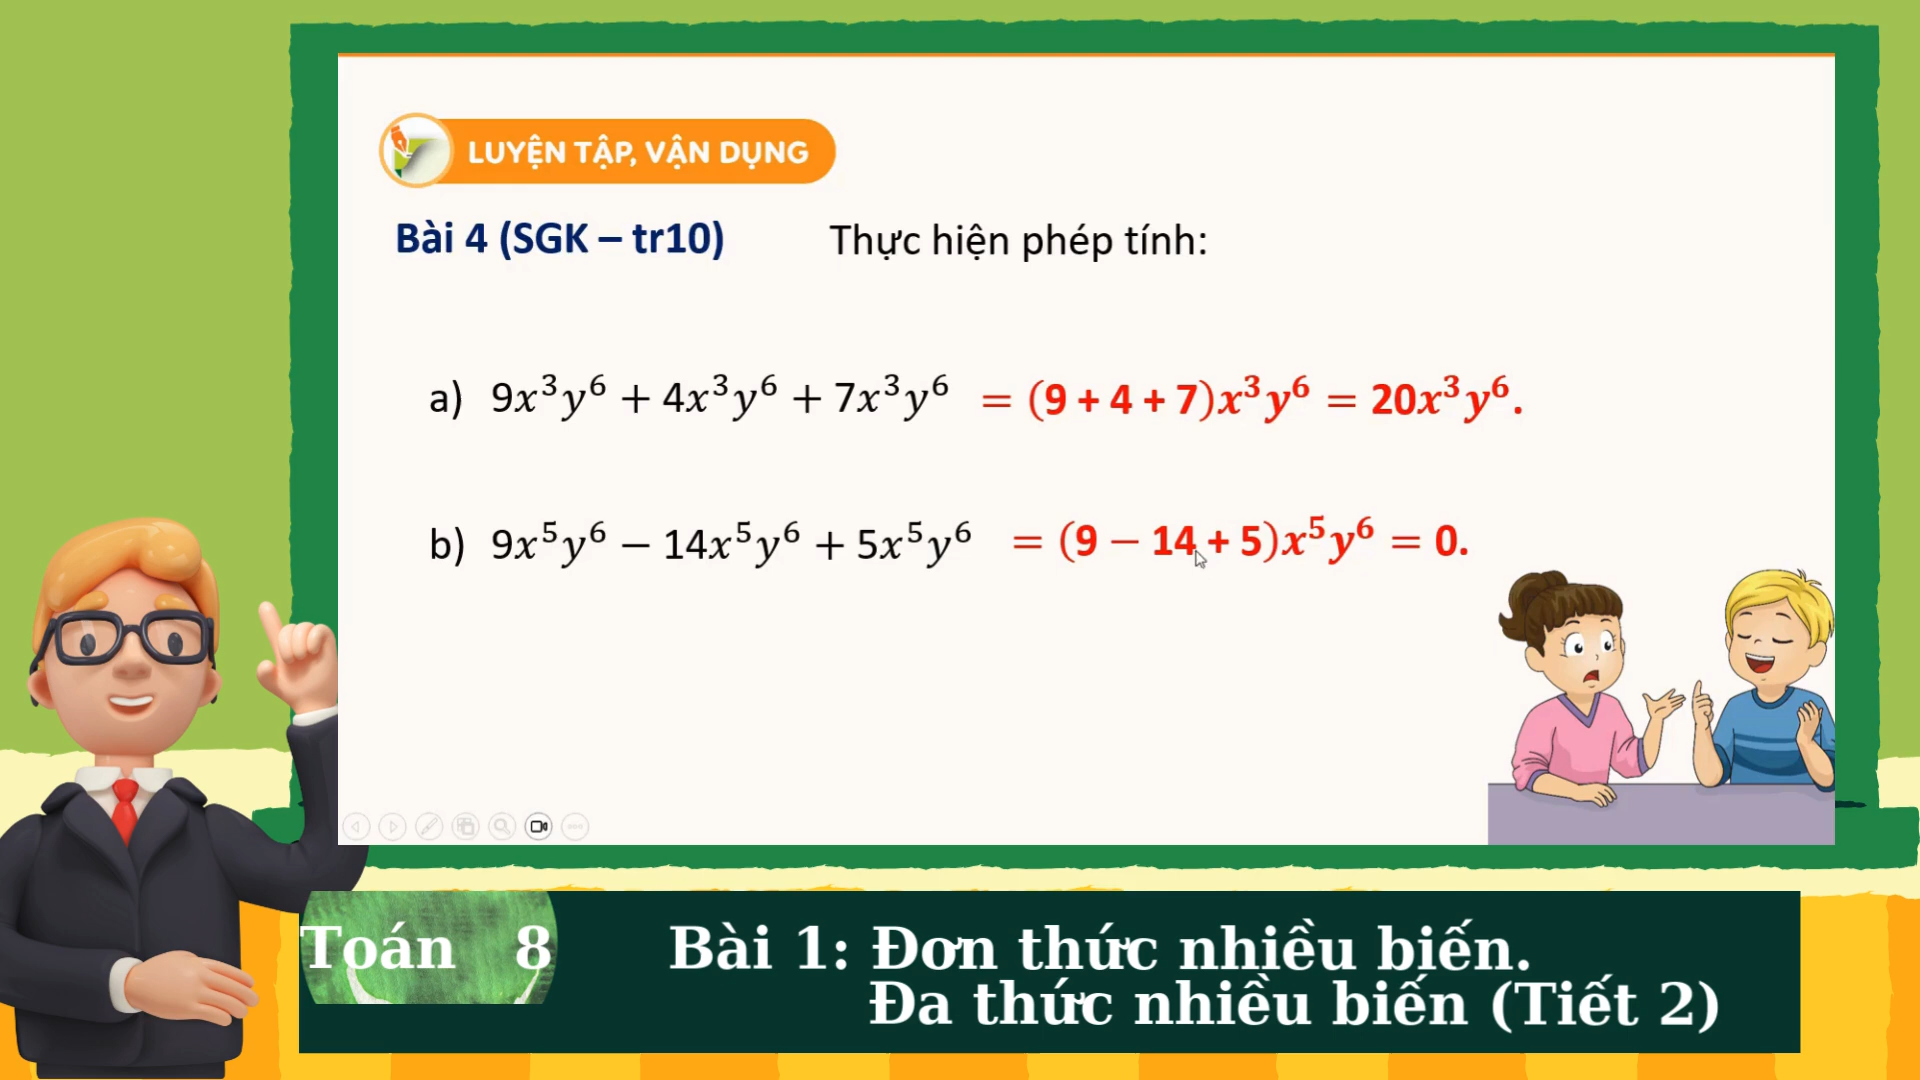 LUYỆN TẬP, VẬN DỤNG
Bài 4 (SGK – tr10) Thực hiện phép tính:
a) 9x³y⁶ + 4x³y⁶ + 7x³y⁶ = (9 + 4 + 7)x³y⁶ = 20x³y⁶.
b) 9x⁵y⁶ − 14x⁵y⁶ + 5x⁵y⁶ = (9 − 14 + 5)x⁵y⁶ = 0.
Toán 8 Bài 1: Đơn thức nhiều biến.
Đa thức nhiều biến (Tiết 2)